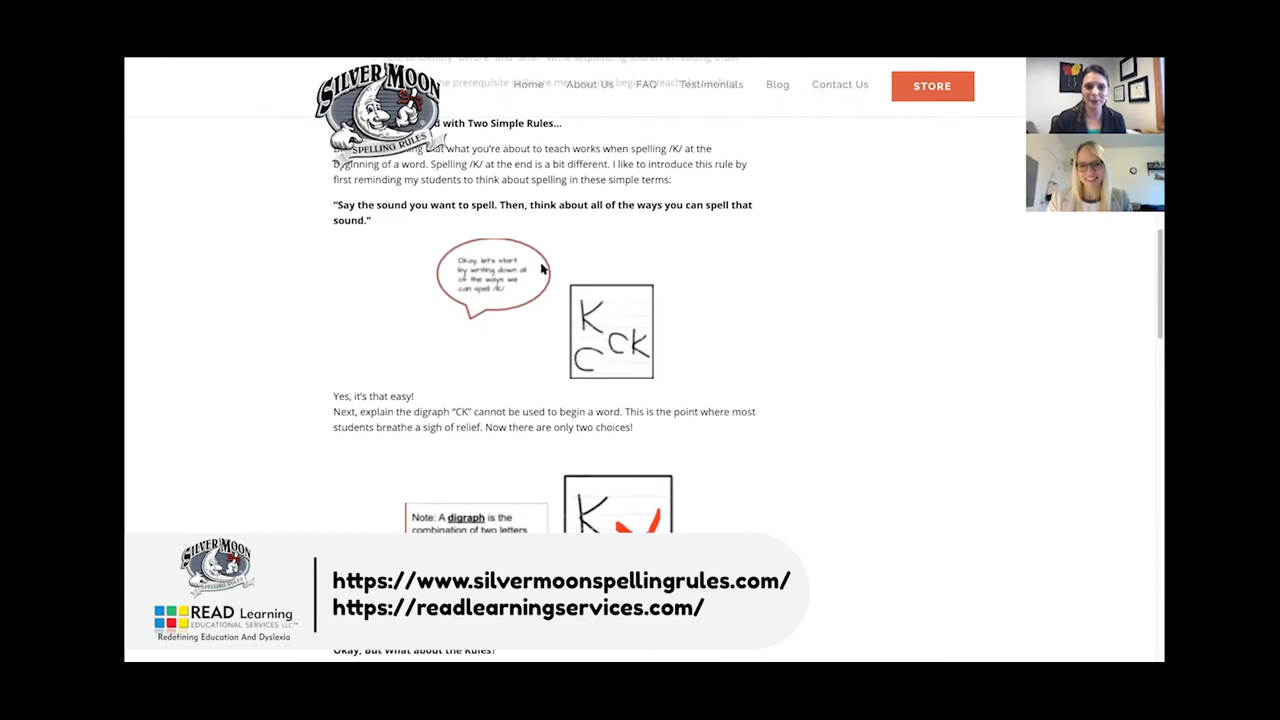 SILVER MOON
SPELLING RULES
Home About Us FAQ Testimonials Blog Contact Us STORE
d with Two Simple Rules...
that what you're about to teach works when spelling /K/ at the
beginning of a word. Spelling /K/ at the end is a bit different. I like to introduce this rule by
first reminding my students to think about spelling in these simple terms:
"Say the sound you want to spell. Then, think about all of the ways you can spell that
sound."
Okay, let's start
by writing down all
of the ways we
can spell /K/
K
CK
C
Yes, it's that easy!
Next, explain the digraph "CK" cannot be used to begin a word. This is the point where most
students breathe a sigh of relief. Now there are only two choices!
Note: A digraph is the
combination of two letters
K
SILVER MOON
SPELLING RULES
READ Learning
EDUCATIONAL SERVICES LLC™
Redefining Education And Dyslexia
https://www.silvermoonspellingrules.com/
https://readlearningservices.com/
Okay, But What about the Rules?